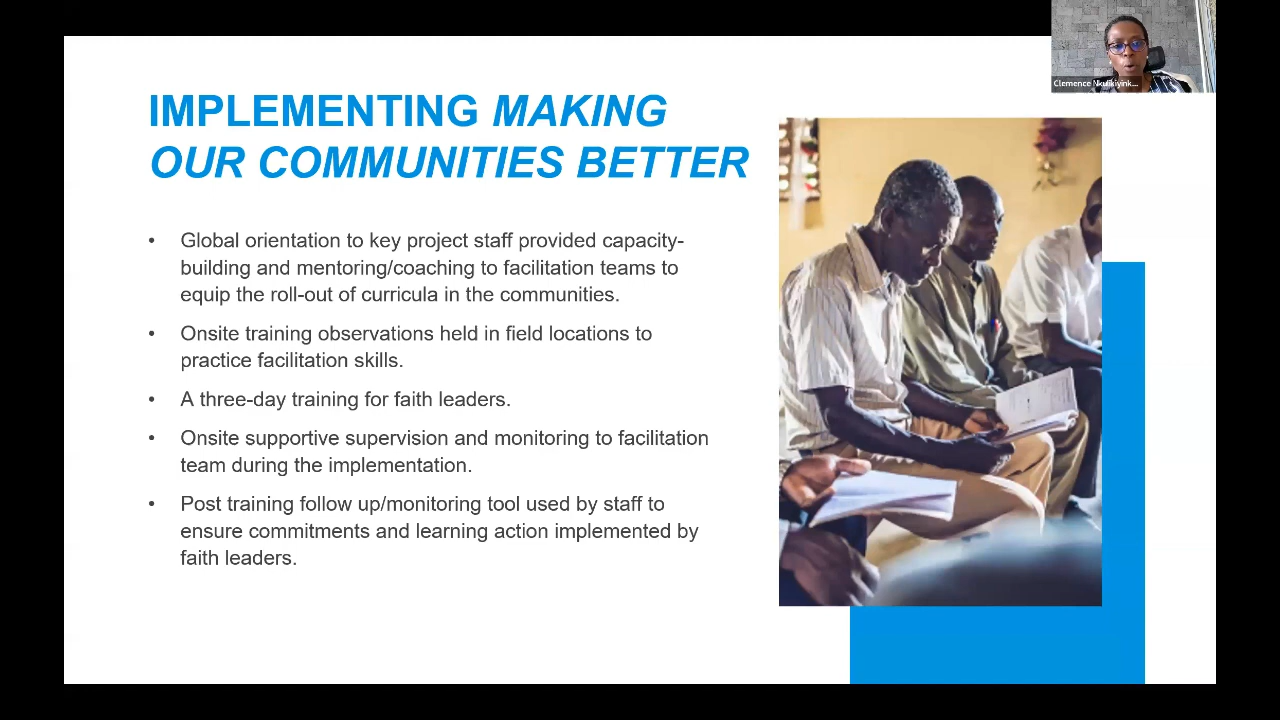 Clemence Nkulikiyink...
IMPLEMENTING MAKING
OUR COMMUNITIES BETTER
• Global orientation to key project staff provided capacity-
building and mentoring/coaching to facilitation teams to
equip the roll-out of curricula in the communities.
• Onsite training observations held in field locations to
practice facilitation skills.
• A three-day training for faith leaders.
• Onsite supportive supervision and monitoring to facilitation
team during the implementation.
• Post training follow up/monitoring tool used by staff to
ensure commitments and learning action implemented by
faith leaders.